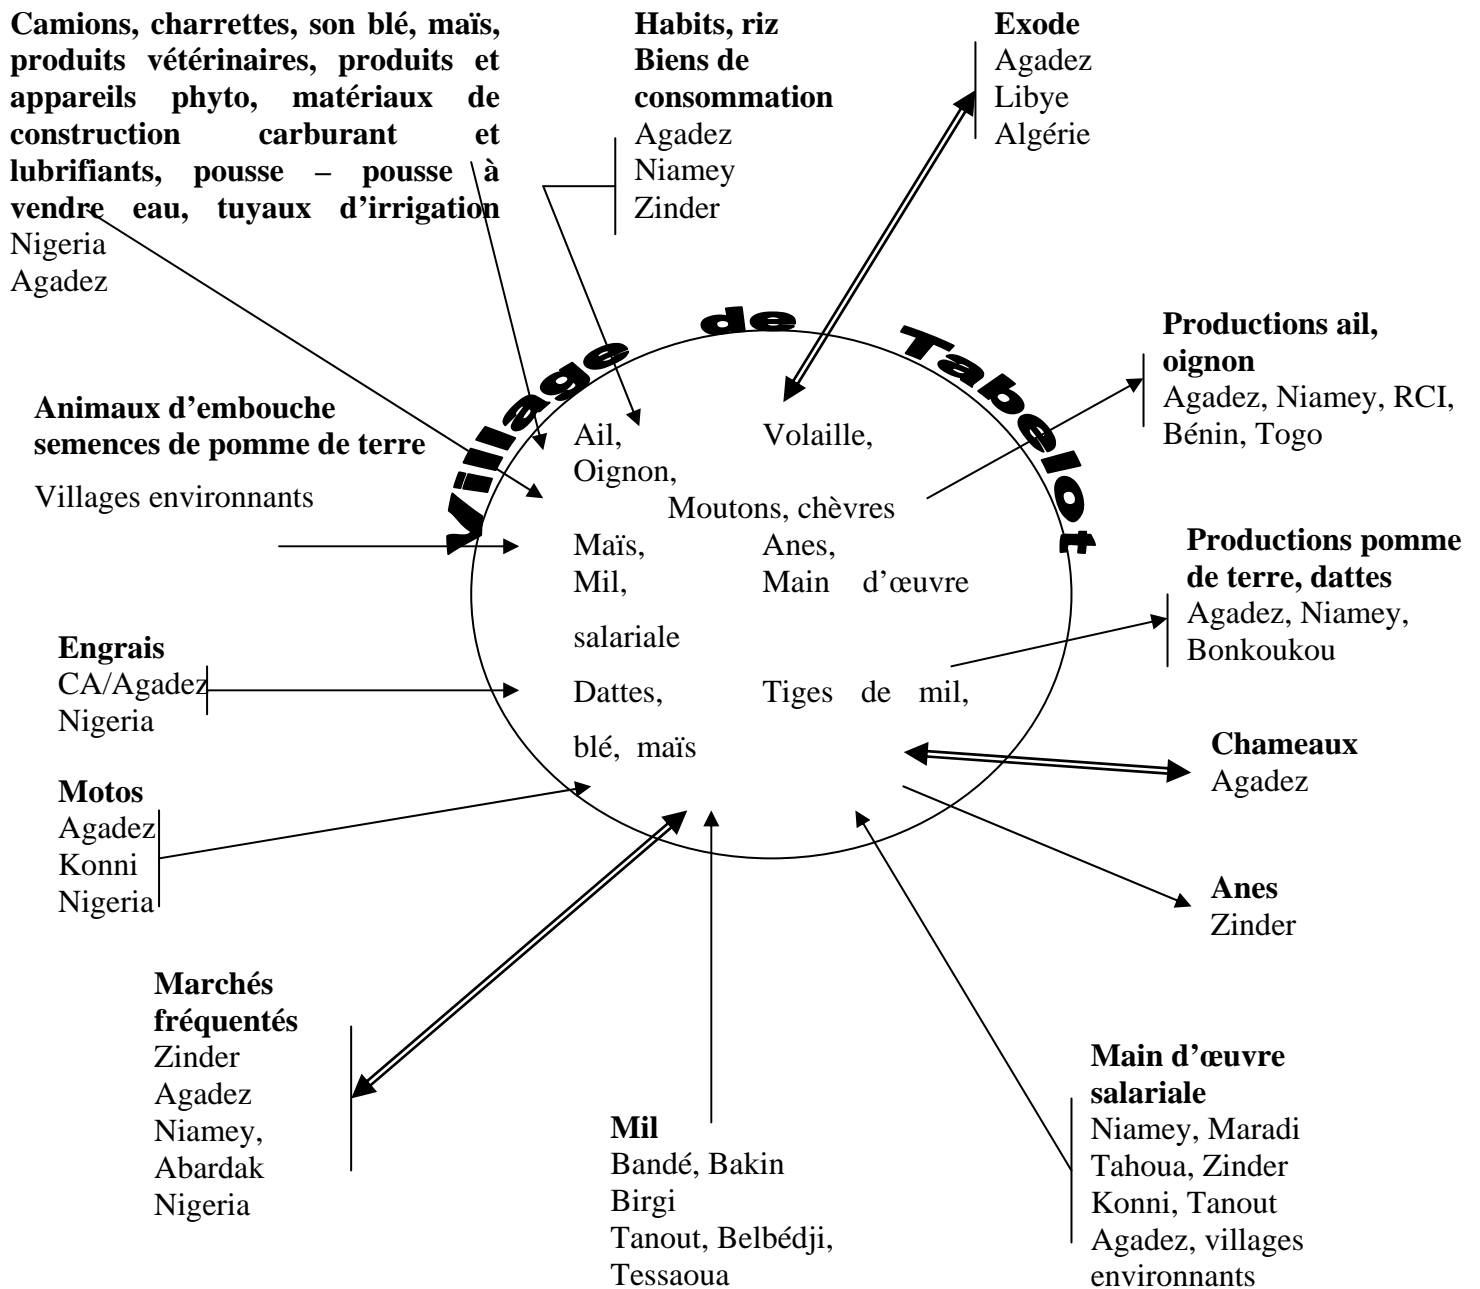 Camions, charrettes, son blé, maïs,
produits vétérinaires, produits et
appareils phyto, matériaux de
construction carburant et
lubrifiants, pousse – pousse à
vendre eau, tuyaux d’irrigation
Nigeria
Agadez
Habits, riz
Biens de
consommation
Agadez
Niamey
Zinder
Exode
Agadez
Libye
Algérie
Village de Tabelot
Productions ail,
oignon
Agadez, Niamey, RCI,
Bénin, Togo
Animaux d’embouche
semences de pomme de terre
Villages environnants
Ail, Volaille,
Oignon,
Moutons, chèvres
Maïs, Anes,
Mil, Main d’œuvre
salariale
Dattes, Tiges de mil,
blé, maïs
Productions pomme
de terre, dattes
Agadez, Niamey,
Bonkoukou
Engrais
CA/Agadez
Nigeria
Chameaux
Agadez
Motos
Agadez
Konni
Nigeria
Anes
Zinder
Marchés
fréquentés
Zinder
Agadez
Niamey,
Abardak
Nigeria
Mil
Bandé, Bakin
Birgi
Tanout, Belbédji,
Tessaoua
Main d’œuvre
salariale
Niamey, Maradi
Tahoua, Zinder
Konni, Tanout
Agadez, villages
environnants